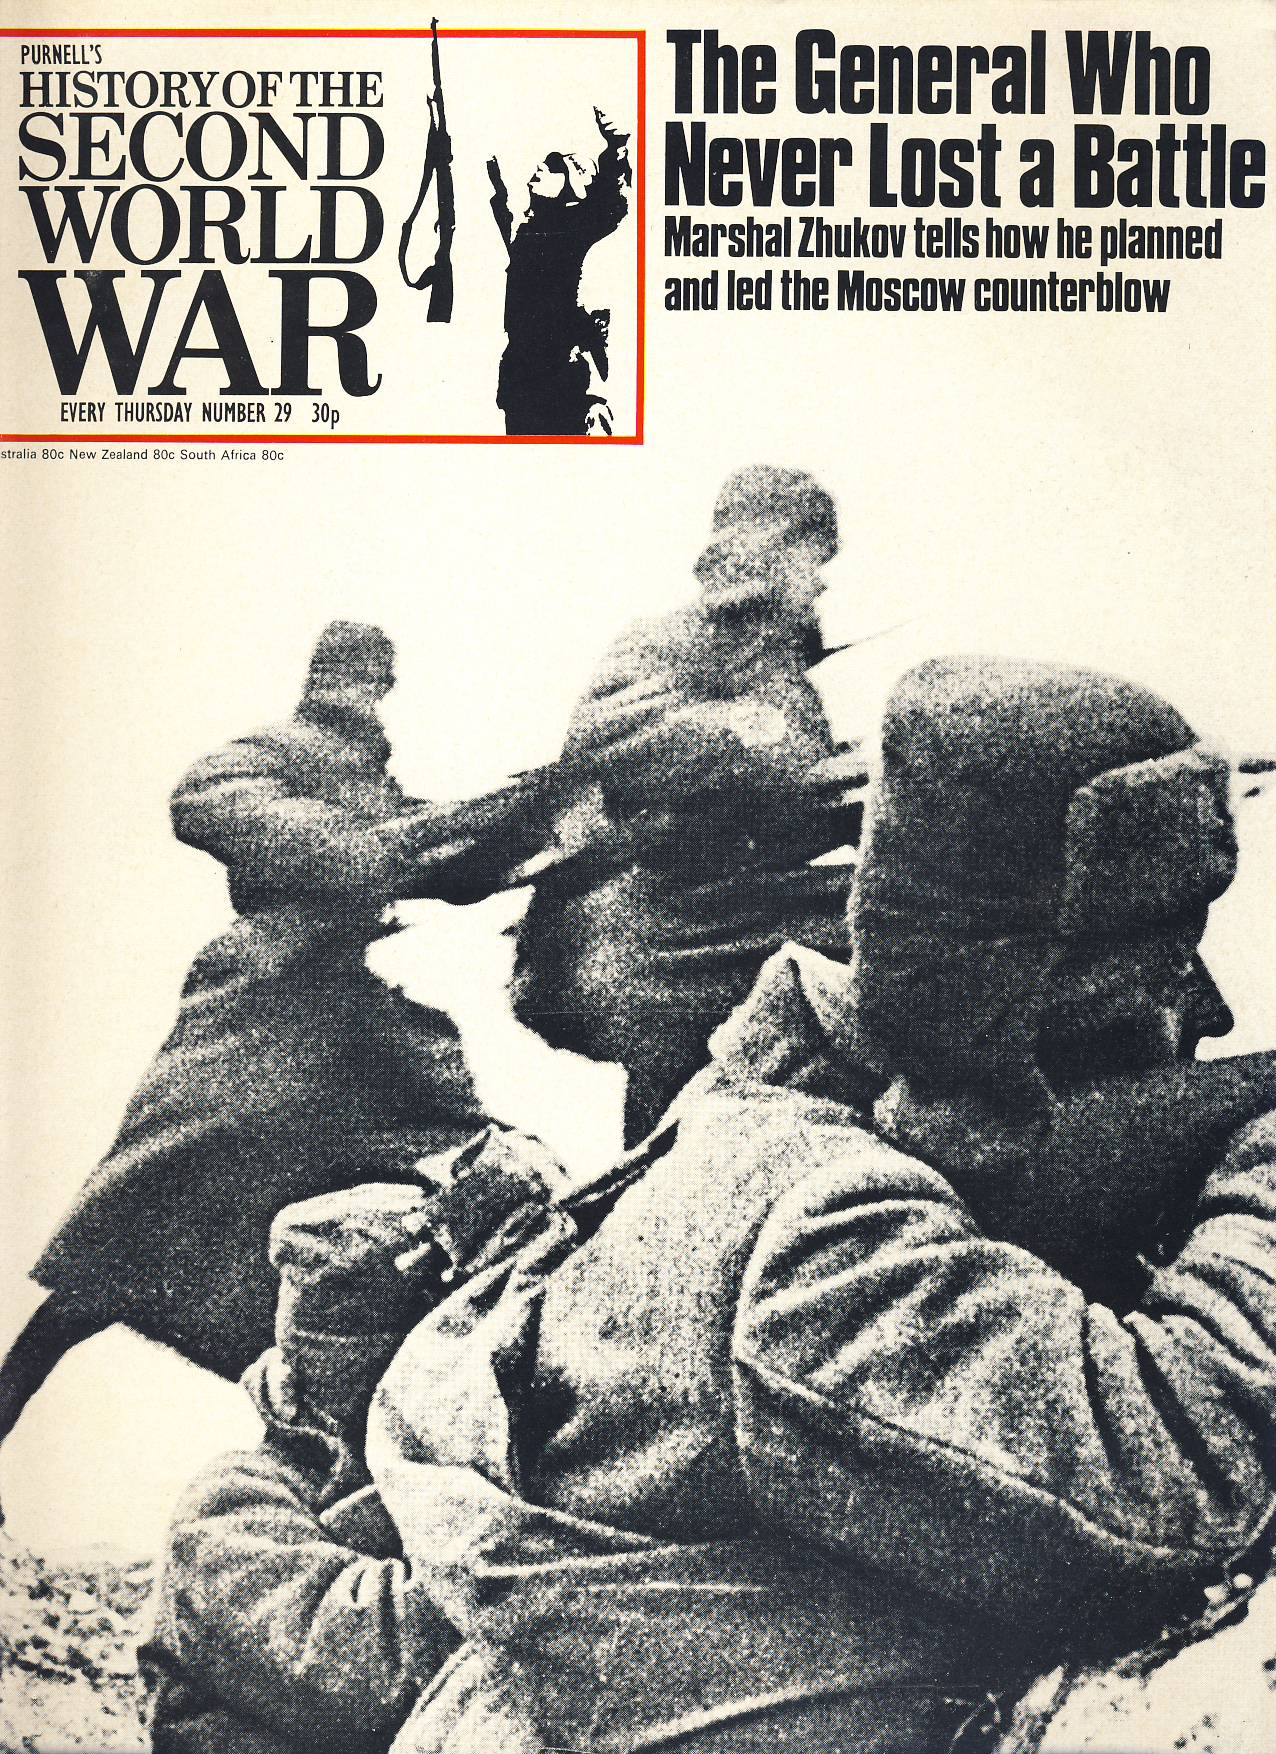 PURNELL'S
HISTORY OF THE
SECOND
WORLD
WAR
EVERY THURSDAY NUMBER 29 30p
stralia 80c New Zealand 80c South Africa 80c
The General Who
Never Lost a Battle
Marshal Zhukov tells how he planned
and led the Moscow counterblow